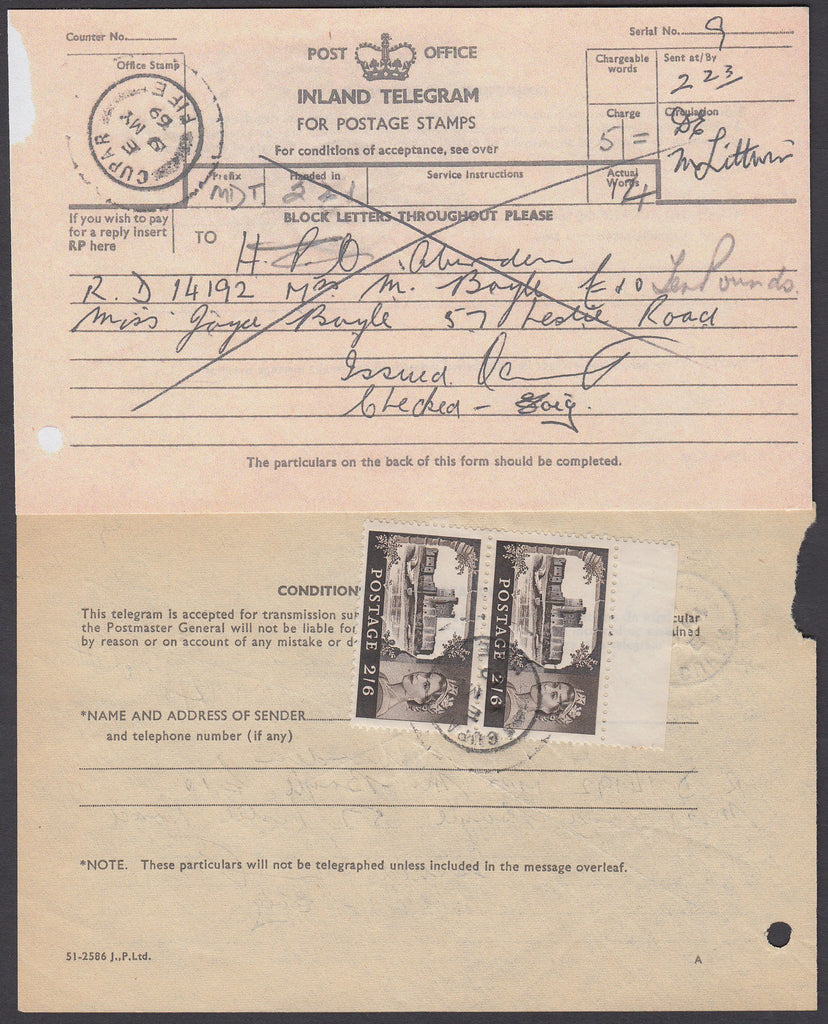 Counter No.
Serial No. 9
Office Stamp
CUPAR FIFE
E
MY
69
POST OFFICE
INLAND TELEGRAM
FOR POSTAGE STAMPS
For conditions of acceptance, see over
Chargeable words
Sent at/By
2 23
Charge
5 =
Circulation
Prefix
MDT
Handed in
Service Instructions
Actual Words
14
If you wish to pay for a reply insert RP here
BLOCK LETTERS THROUGHOUT PLEASE
TO
H. Aberdeen
R. D 14192 Mrs M. Boyle £10 Ten Pounds.
Miss Joyce Boyle 57 Leslie Road
Issued
Checked -
The particulars on the back of this form should be completed.
CONDITION
This telegram is accepted for transmission
the Postmaster General will not be liable for
by reason or on account of any mistake or
POSTAGE 2/6
POSTAGE 2/6
CUPA
*NAME AND ADDRESS OF SENDER
and telephone number (if any)
*NOTE. These particulars will not be telegraphed unless included in the message overleaf.
51-2586 J.,P.Ltd.
A